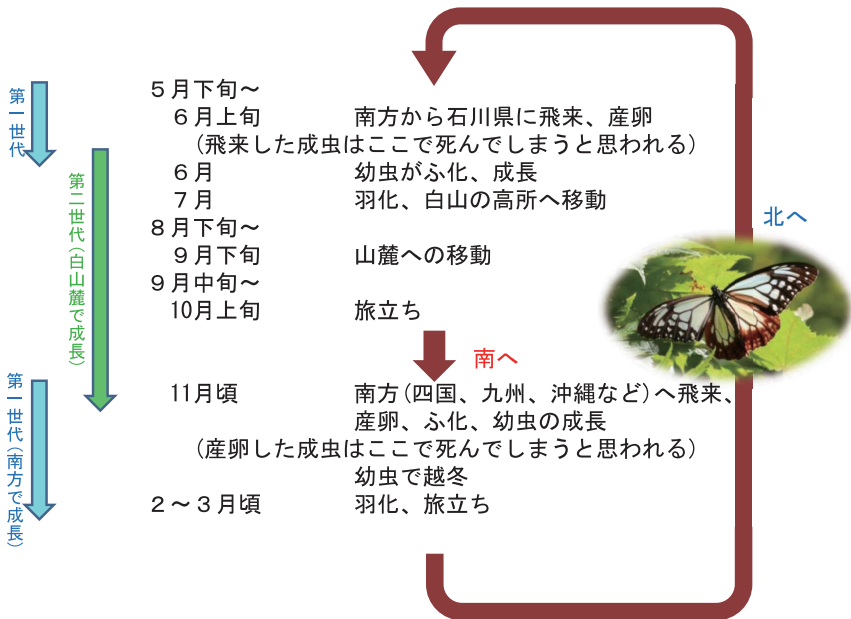 第一世代
第二世代(白山麓で成長)
第一世代(南方で成長)
5月下旬～
6月上旬 南方から石川県に飛来、産卵
(飛来した成虫はここで死んでしまうと思われる)
6月 幼虫がふ化、成長
7月 羽化、白山の高所へ移動
8月下旬～
9月下旬 山麓への移動
9月中旬～
10月上旬 旅立ち
南へ
11月頃 南方(四国、九州、沖縄など)へ飛来、
産卵、ふ化、幼虫の成長
(産卵した成虫はここで死んでしまうと思われる)
幼虫で越冬
2～3月頃 羽化、旅立ち
北へ